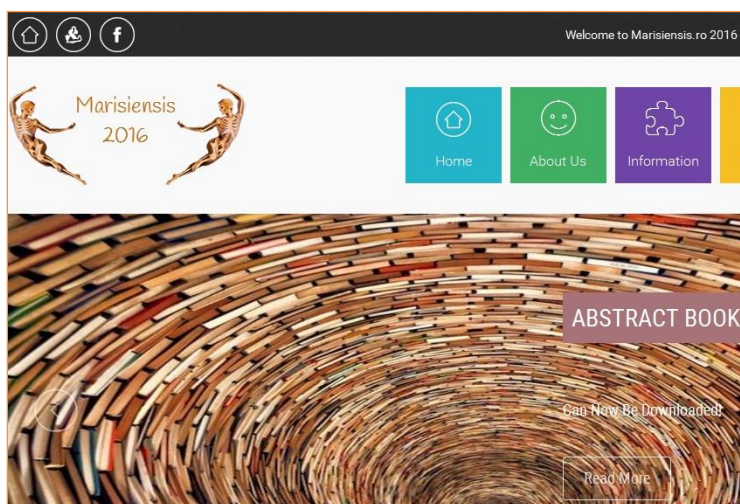 Welcome to Marisiensis.ro 2016
Marisiensis
2016
Home
About Us
Information
ABSTRACT BOOK
Can Now Be Downloaded!
Read More